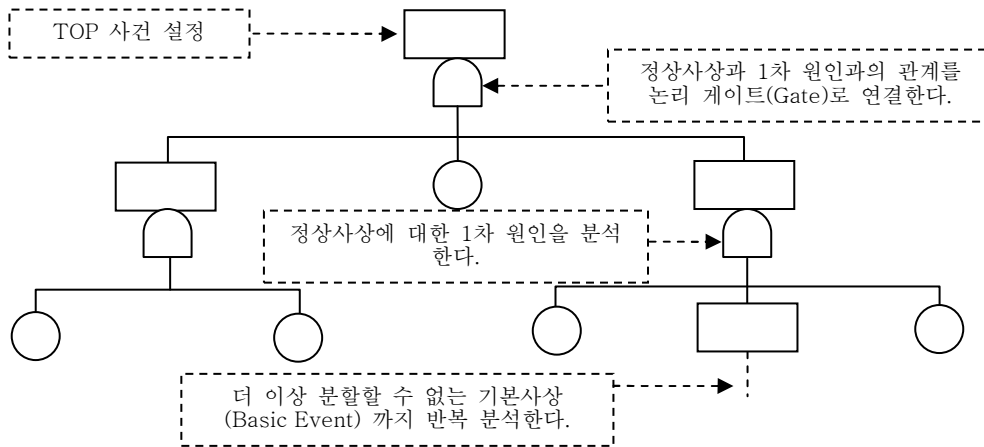 TOP 사건 설정
정상사상과 1차 원인과의 관계를
논리 게이트(Gate)로 연결한다.
정상사상에 대한 1차 원인을 분석
한다.
더 이상 분할할 수 없는 기본사상
(Basic Event) 까지 반복 분석한다.